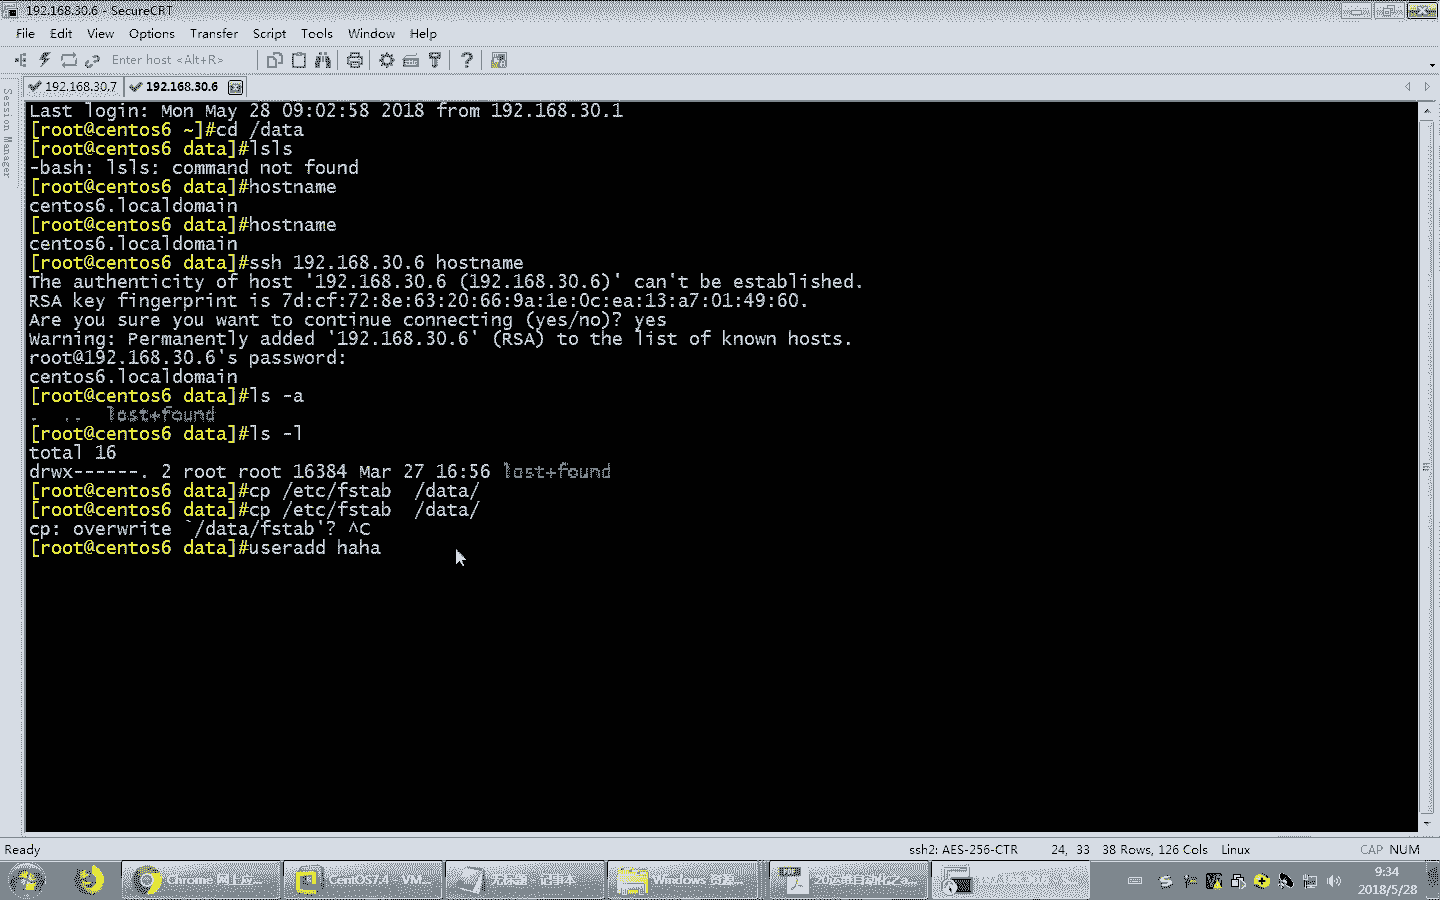 192.168.30.6 - SecureCRT
File Edit View Options Transfer Script Tools Window Help
Enter host <Alt+R>
192.168.30.7 192.168.30.6
Session Manager
Last login: Mon May 28 09:02:58 2018 from 192.168.30.1
[root@centos6 ~]#cd /data
[root@centos6 data]#lsls
-bash: lsls: command not found
[root@centos6 data]#hostname
centos6.localdomain
[root@centos6 data]#hostname
centos6.localdomain
[root@centos6 data]#ssh 192.168.30.6 hostname
The authenticity of host '192.168.30.6 (192.168.30.6)' can't be established.
RSA key fingerprint is 7d:cf:72:8e:63:20:66:9a:1e:0c:ea:13:a7:01:49:60.
Are you sure you want to continue connecting (yes/no)? yes
Warning: Permanently added '192.168.30.6' (RSA) to the list of known hosts.
root@192.168.30.6's password:
centos6.localdomain
[root@centos6 data]#ls -a
. .. lost+found
[root@centos6 data]#ls -l
total 16
drwx------. 2 root root 16384 Mar 27 16:56 lost+found
[root@centos6 data]#cp /etc/fstab  /data/
[root@centos6 data]#cp /etc/fstab  /data/
cp: overwrite `/data/fstab'? ^C
[root@centos6 data]#useradd haha
Ready ssh2: AES-256-CTR 24, 33 38 Rows, 126 Cols Linux CAP NUM
Chrome 网上应... CentOS7.4 - VM... 无标题 - 记事本 Windows 资源... 20运维自动化之a... 9:34
2018/5/28